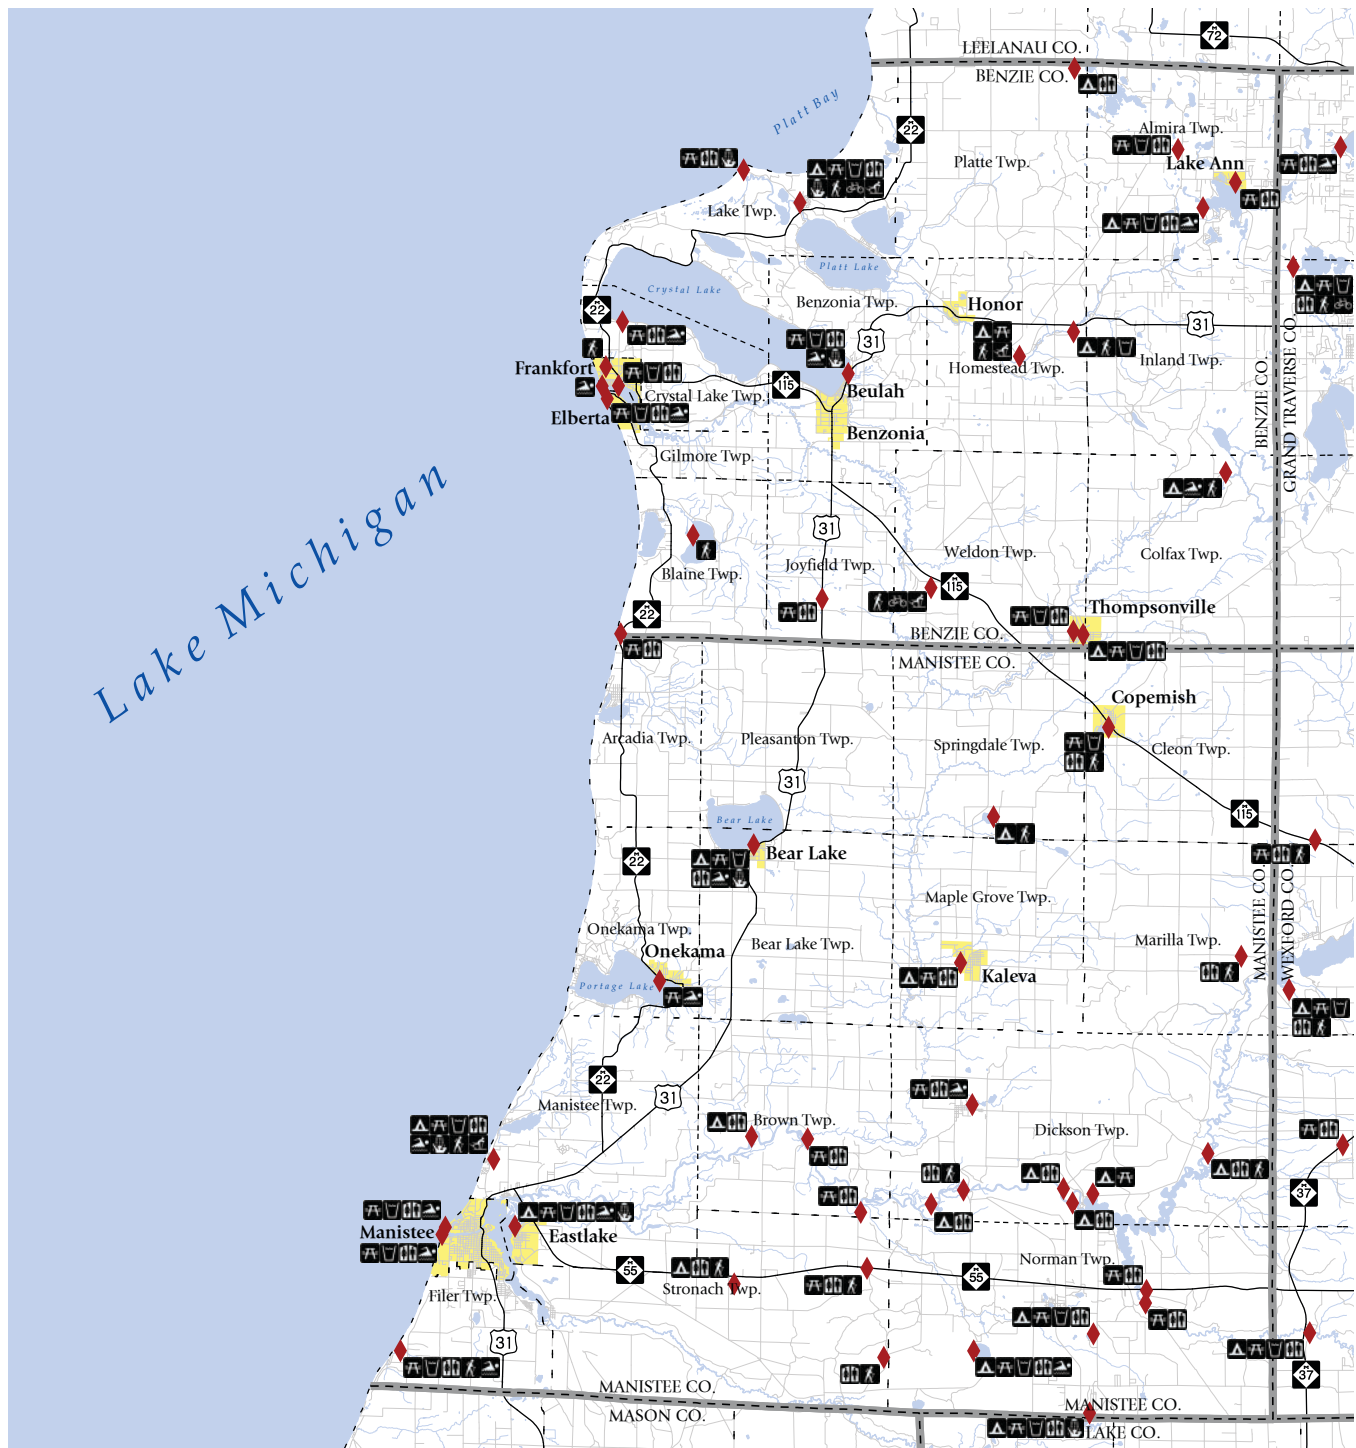 LEELANAU CO.
BENZIE CO.
M
72
Platt Bay
M
22
Almira Twp.
Lake Ann
Platte Twp.
Lake Twp.
Platt Lake
Crystal Lake
Benzonia Twp.
Honor
M
22
31
31
Homestead Twp.
Inland Twp.
Frankfort
M
115
Beulah
Crystal Lake Twp.
Elberta
Benzonia
BENZIE CO.
GRAND TRAVERSE CO.
Gilmore Twp.
Lake Michigan
31
Weldon Twp.
Colfax Twp.
Joyfield Twp.
Blaine Twp.
M
115
M
22
Thompsonville
BENZIE CO.
MANISTEE CO.
Copemish
Arcadia Twp.
Pleasanton Twp.
Springdale Twp.
Cleon Twp.
31
M
115
Bear Lake
Bear Lake
M
22
Maple Grove Twp.
MANISTEE CO.
WEXFORD CO.
Onekama Twp.
Onekama
Bear Lake Twp.
Marilla Twp.
Kaleva
Portage Lake
M
22
31
Manistee Twp.
Brown Twp.
Dickson Twp.
M
37
Manistee
Eastlake
Norman Twp.
M
55
M
55
Stronach Twp.
Filer Twp.
31
M
37
MANISTEE CO.
MASON CO.
MANISTEE CO.
LAKE CO.